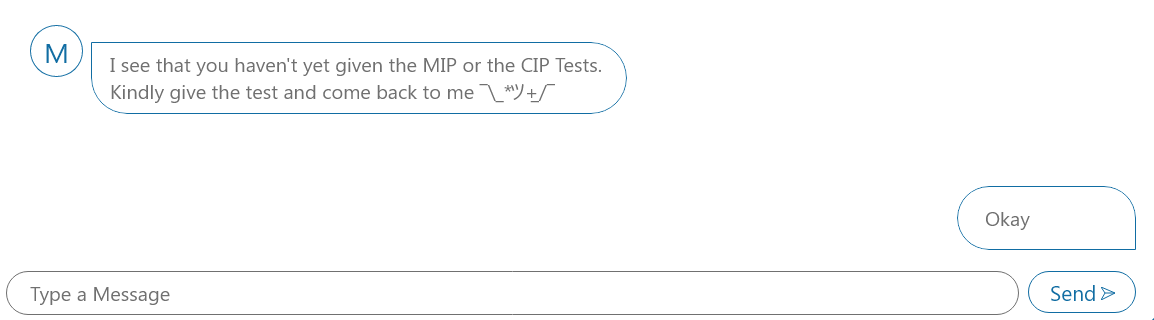 M
I see that you haven't yet given the MIP or the CIP Tests.
Kindly give the test and come back to me ¯\_*ツ+_/¯
Okay
Type a Message
Send